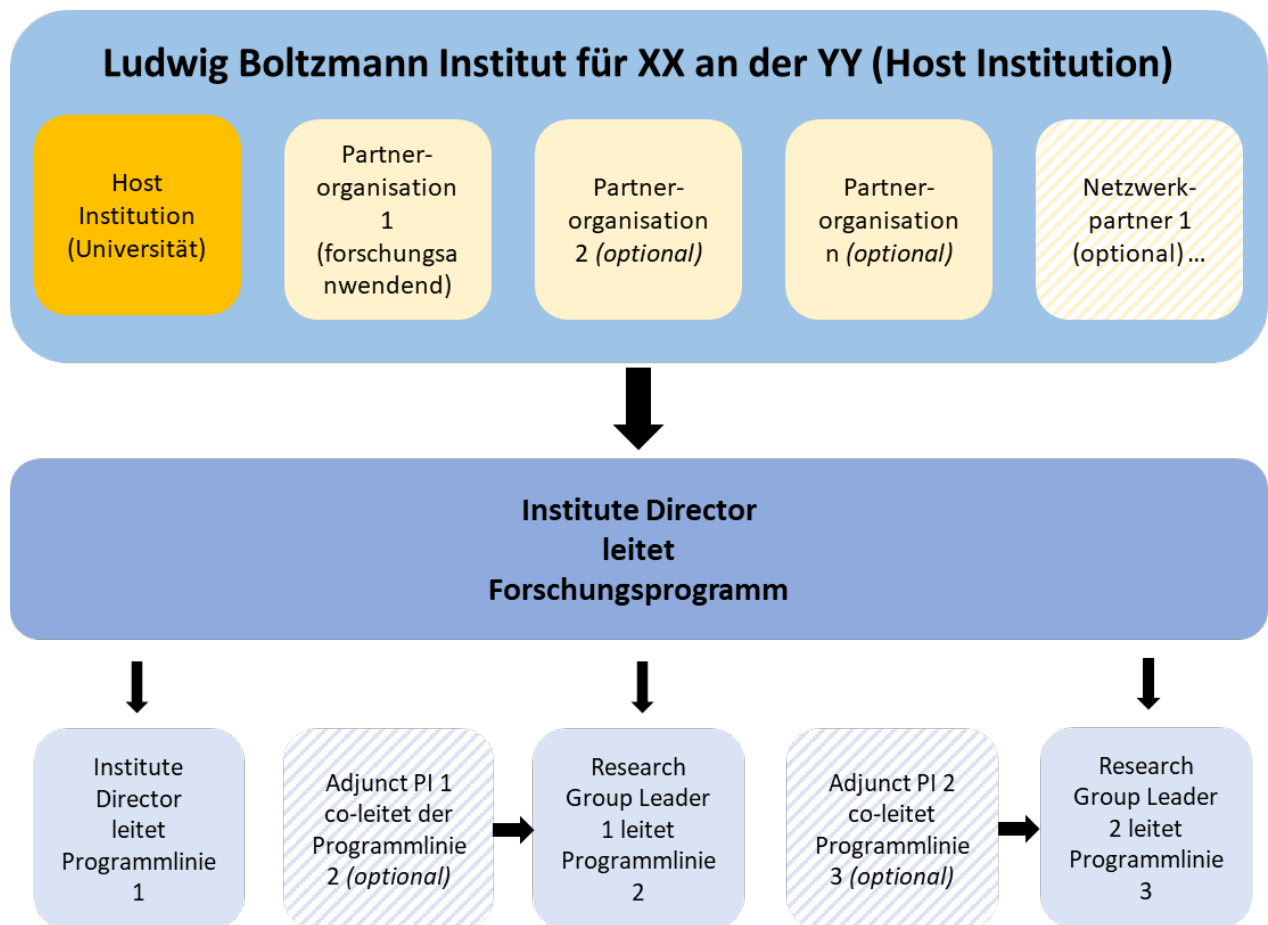 Ludwig Boltzmann Institut für XX an der YY (Host Institution)
Host
Institution
(Universität)
Partner-
organisation
1
(forschungsa
nwendend)
Partner-
organisation
2 (optional)
Partner-
organisation
n (optional)
Netzwerk-
partner 1
(optional) ...
Institute Director
leitet
Forschungsprogramm
Institute
Director
leitet
Programmlinie
1
Adjunct PI 1
co-leitet der
Programmlinie
2 (optional)
Research
Group Leader
1 leitet
Programmlinie
2
Adjunct PI 2
co-leitet
Programmlinie
3 (optional)
Research
Group Leader
2 leitet
Programmlinie
3